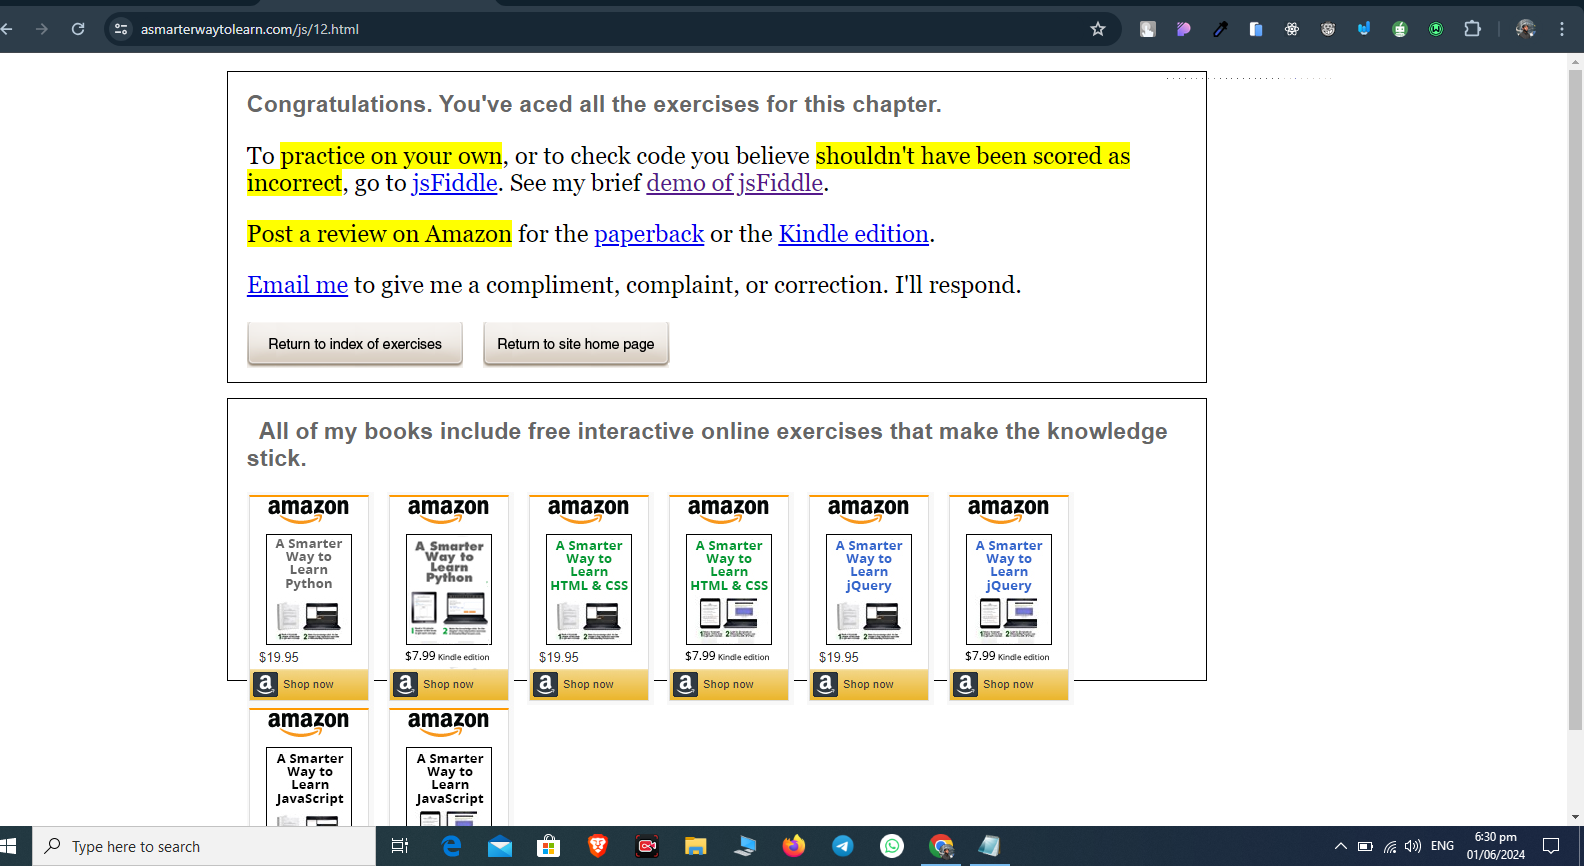 asmarterwaytolearn.com/js/12.html
Congratulations. You've aced all the exercises for this chapter.
To practice on your own, or to check code you believe shouldn't have been scored as
incorrect, go to jsFiddle. See my brief demo of jsFiddle.
Post a review on Amazon for the paperback or the Kindle edition.
Email me to give me a compliment, complaint, or correction. I'll respond.
Return to index of exercises Return to site home page
All of my books include free interactive online exercises that make the knowledge
stick.
amazon amazon amazon amazon amazon amazon
A Smarter A Smarter A Smarter A Smarter A Smarter A Smarter
Way to Way to Way to Way to Way to Way to
Learn Learn Learn Learn Learn Learn
Python Python HTML & CSS HTML & CSS jQuery jQuery
$19.95 $7.99 Kindle edition $19.95 $7.99 Kindle edition $19.95 $7.99 Kindle edition
a Shop now a Shop now a Shop now a Shop now a Shop now a Shop now
amazon amazon
A Smarter A Smarter
Way to Way to
Learn Learn
JavaScript JavaScript
Type here to search
ENG
6:30 pm
01/06/2024